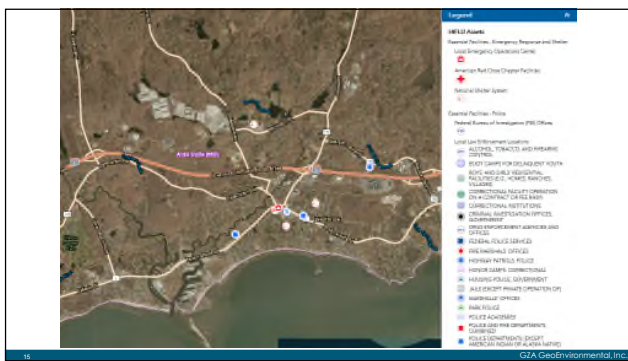 Legend
HIFLD Assets
Essential Facilities - Emergency Response and Shelter
Local Emergency Operations Center
American Red Cross Chapter Facilities
National Shelter System
Essential Facilities - Police
Federal Bureau of Investigation (FBI) Offices
Local Law Enforcement Locations
ALCOHOL, TOBACCO, AND FIREARMS
CONTROL
BOOT CAMPS FOR DELINQUENT YOUTH
BOYS AND GIRLS RESIDENTIAL
FACILITIES (E.G., HOMES, RANCHES,
VILLAGES)
CORRECTIONAL FACILITY OPERATION
ON A CONTRACT OR FEE BASIS
CORRECTIONAL INSTITUTIONS
CRIMINAL INVESTIGATION OFFICES,
GOVERNMENT
DRUG ENFORCEMENT AGENCIES AND
OFFICES
FEDERAL POLICE SERVICES
FIRE MARSHALS' OFFICES
HIGHWAY PATROLS, POLICE
HONOR CAMPS, CORRECTIONAL
HOUSING POLICE, GOVERNMENT
JAILS (EXCEPT PRIVATE OPERATION OF)
MARSHALS' OFFICES
PARK POLICE
POLICE ACADEMIES
POLICE AND FIRE DEPARTMENTS,
COMBINED
POLICE DEPARTMENTS (EXCEPT
AMERICAN INDIAN OR ALASKA NATIVE)
15
GZA GeoEnvironmental, Inc.